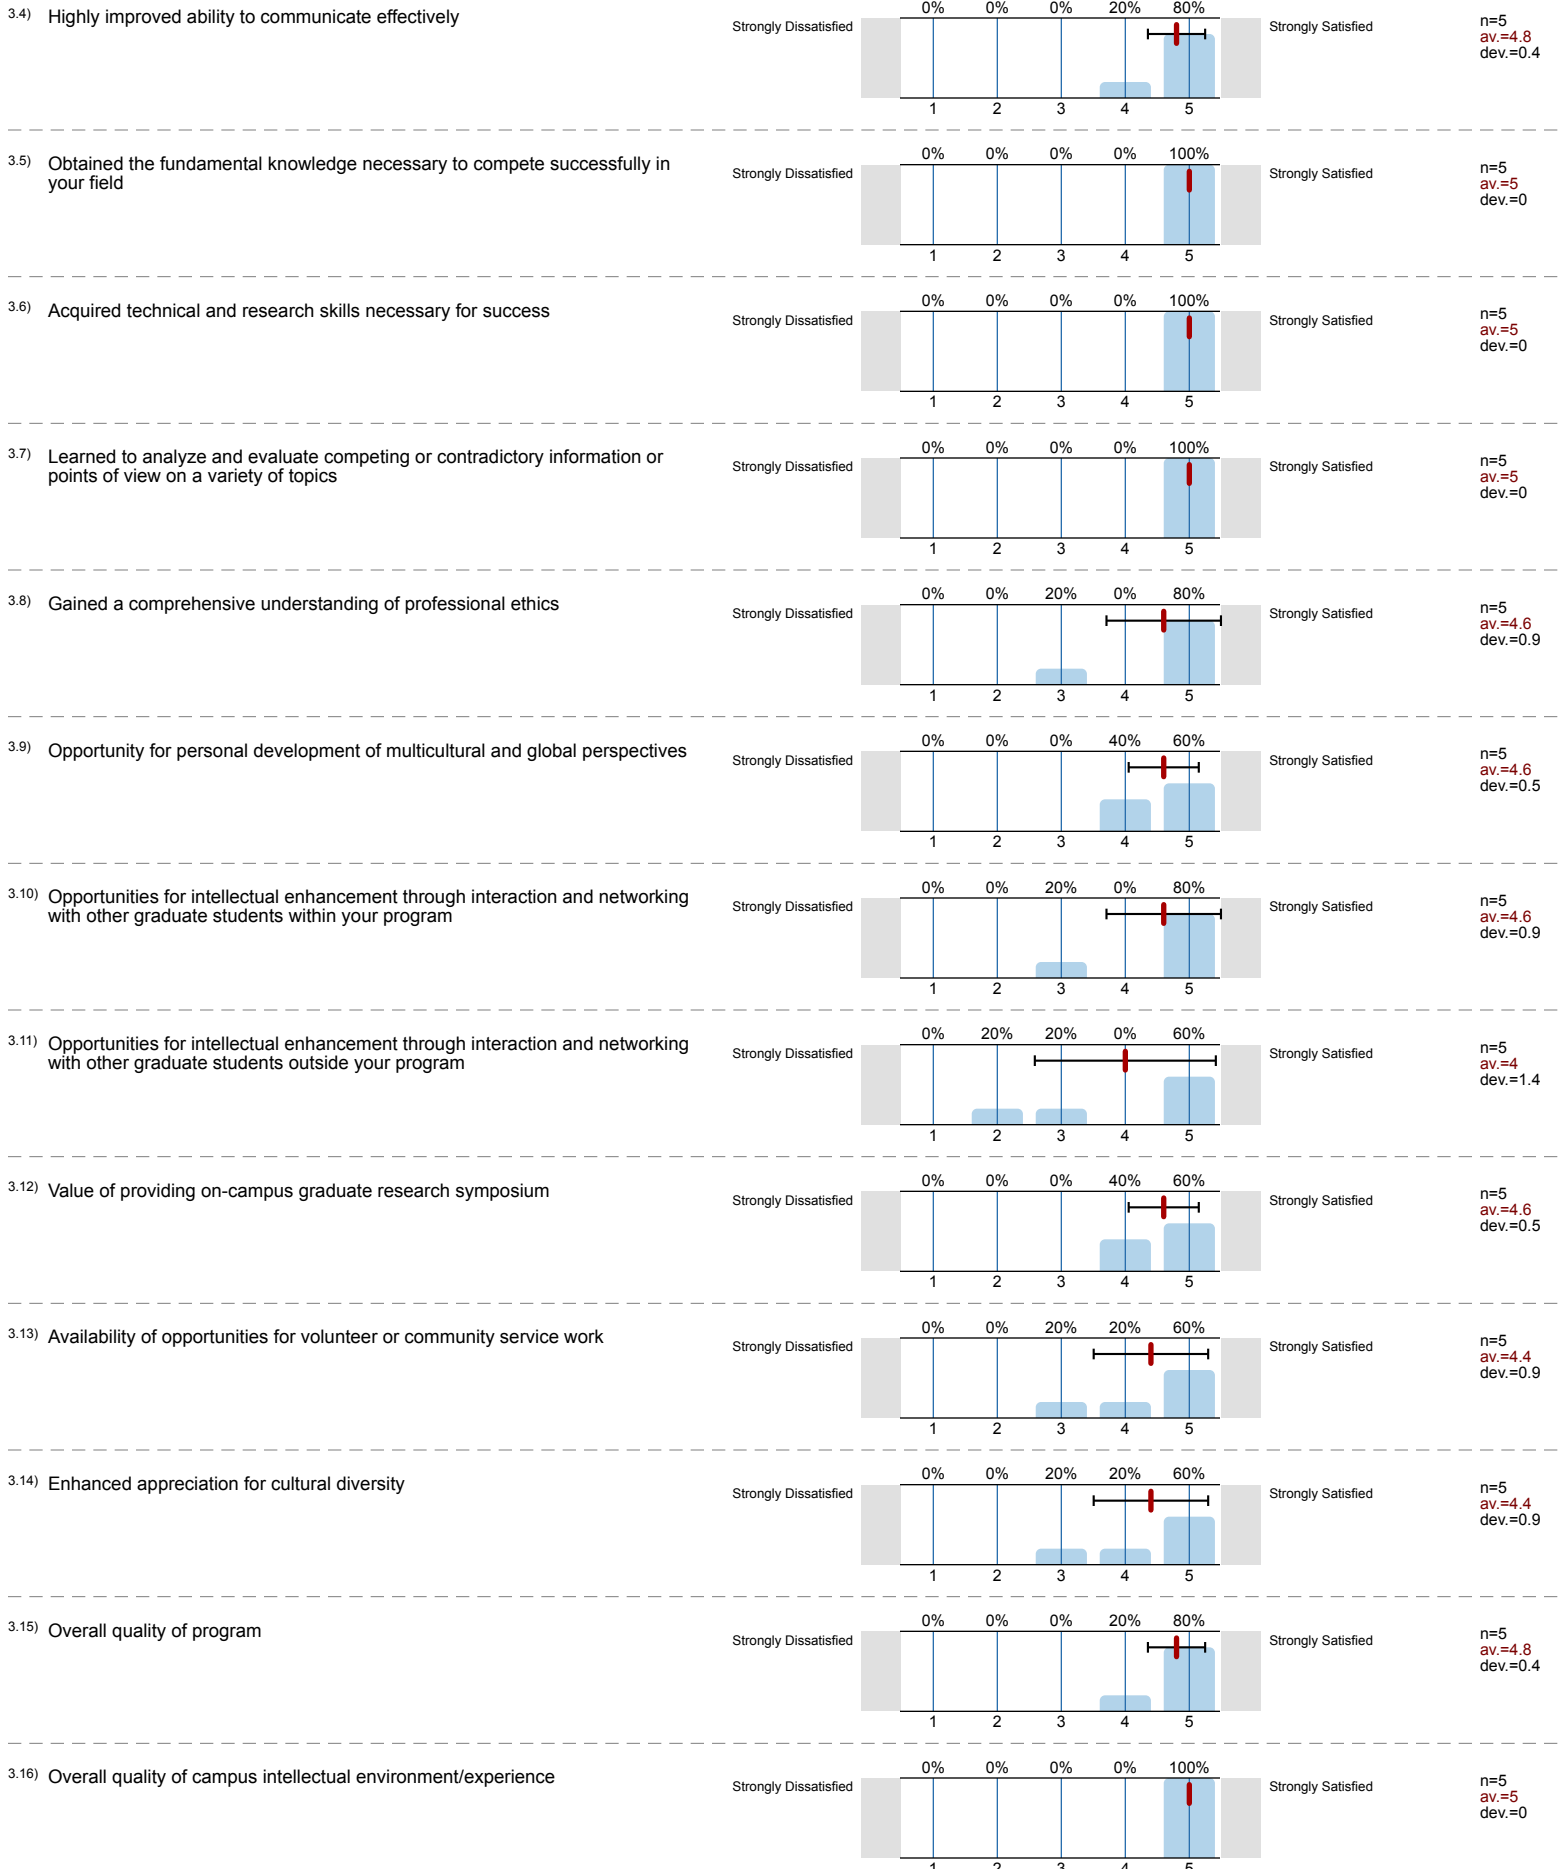 3.4) Highly improved ability to communicate effectively
Strongly Dissatisfied
0% 0% 0% 20% 80%
1 2 3 4 5
Strongly Satisfied
n=5
av.=4.8
dev.=0.4
3.5) Obtained the fundamental knowledge necessary to compete successfully in
your field
Strongly Dissatisfied
0% 0% 0% 0% 100%
1 2 3 4 5
Strongly Satisfied
n=5
av.=5
dev.=0
3.6) Acquired technical and research skills necessary for success
Strongly Dissatisfied
0% 0% 0% 0% 100%
1 2 3 4 5
Strongly Satisfied
n=5
av.=5
dev.=0
3.7) Learned to analyze and evaluate competing or contradictory information or
points of view on a variety of topics
Strongly Dissatisfied
0% 0% 0% 0% 100%
1 2 3 4 5
Strongly Satisfied
n=5
av.=5
dev.=0
3.8) Gained a comprehensive understanding of professional ethics
Strongly Dissatisfied
0% 0% 20% 0% 80%
1 2 3 4 5
Strongly Satisfied
n=5
av.=4.6
dev.=0.9
3.9) Opportunity for personal development of multicultural and global perspectives
Strongly Dissatisfied
0% 0% 0% 40% 60%
1 2 3 4 5
Strongly Satisfied
n=5
av.=4.6
dev.=0.5
3.10) Opportunities for intellectual enhancement through interaction and networking
with other graduate students within your program
Strongly Dissatisfied
0% 0% 20% 0% 80%
1 2 3 4 5
Strongly Satisfied
n=5
av.=4.6
dev.=0.9
3.11) Opportunities for intellectual enhancement through interaction and networking
with other graduate students outside your program
Strongly Dissatisfied
0% 20% 20% 0% 60%
1 2 3 4 5
Strongly Satisfied
n=5
av.=4
dev.=1.4
3.12) Value of providing on-campus graduate research symposium
Strongly Dissatisfied
0% 0% 0% 40% 60%
1 2 3 4 5
Strongly Satisfied
n=5
av.=4.6
dev.=0.5
3.13) Availability of opportunities for volunteer or community service work
Strongly Dissatisfied
0% 0% 20% 20% 60%
1 2 3 4 5
Strongly Satisfied
n=5
av.=4.4
dev.=0.9
3.14) Enhanced appreciation for cultural diversity
Strongly Dissatisfied
0% 0% 20% 20% 60%
1 2 3 4 5
Strongly Satisfied
n=5
av.=4.4
dev.=0.9
3.15) Overall quality of program
Strongly Dissatisfied
0% 0% 0% 20% 80%
1 2 3 4 5
Strongly Satisfied
n=5
av.=4.8
dev.=0.4
3.16) Overall quality of campus intellectual environment/experience
Strongly Dissatisfied
0% 0% 0% 0% 100%
1 2 3 4 5
Strongly Satisfied
n=5
av.=5
dev.=0